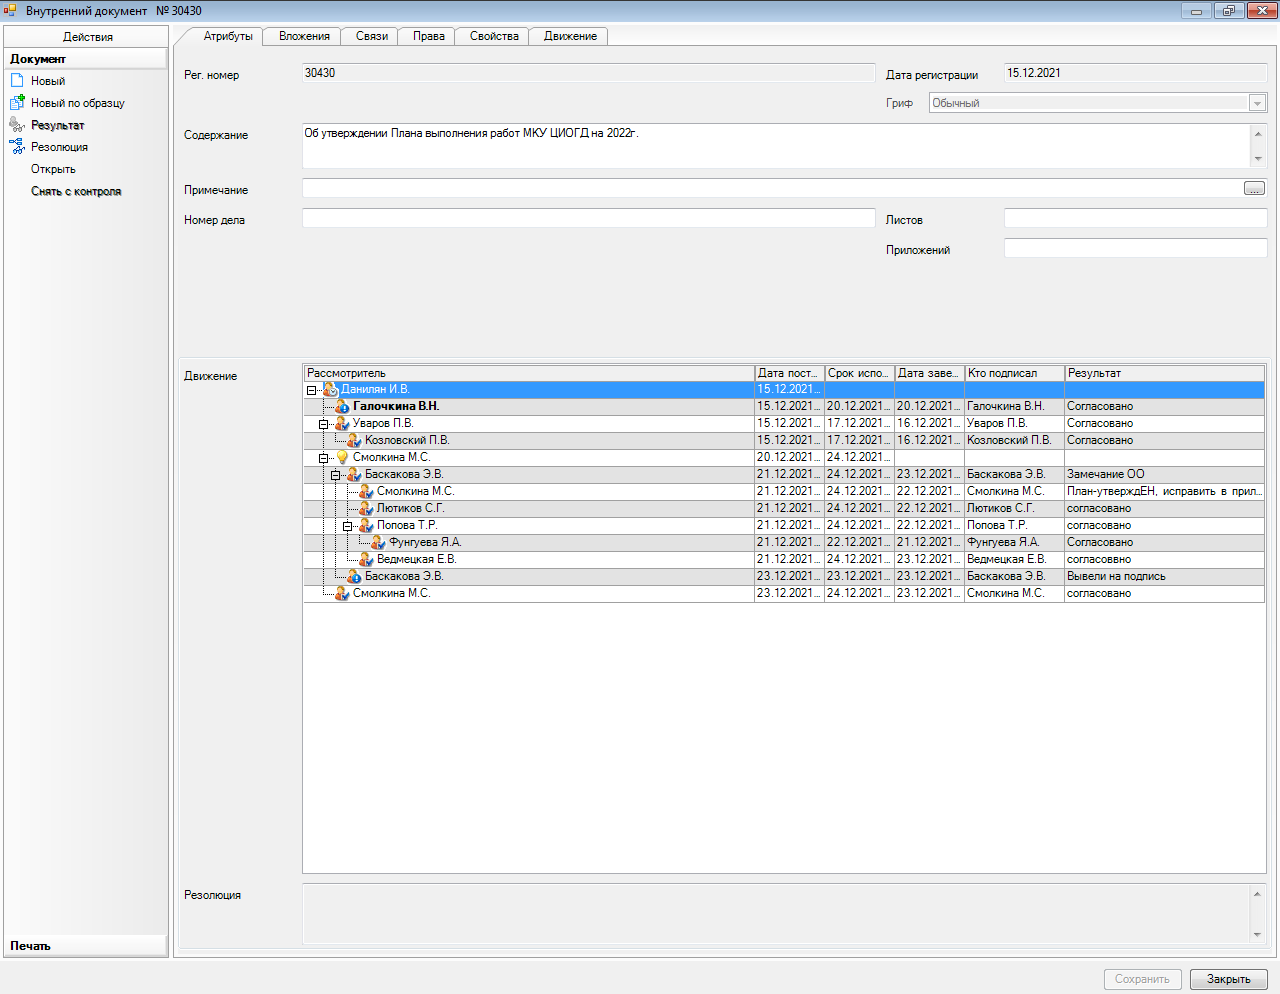 Внутренний документ № 30430
Действия
Документ
Новый
Новый по образцу
Результат
Резолюция
Открыть
Снять с контроля
Печать
Атрибуты Вложения Связи Права Свойства Движение
Рег. номер 30430 Дата регистрации 15.12.2021
Гриф Обычный
Содержание Об утверждении Плана выполнения работ МКУ ЦИОГД на 2022г.
Примечание ...
Номер дела Листов
Приложений
Движение
Рассмотритель Дата пост... Срок испо... Дата заве... Кто подписал Результат
Данилян И.В. 15.12.2021...
Галочкина В.Н. 15.12.2021... 20.12.2021... 20.12.2021... Галочкина В.Н. Согласовано
Уваров П.В. 15.12.2021... 17.12.2021... 16.12.2021... Уваров П.В. Согласовано
Козловский П.В. 15.12.2021... 17.12.2021... 16.12.2021... Козловский П.В. Согласовано
Смолкина М.С. 20.12.2021... 24.12.2021...
Баскакова Э.В. 21.12.2021... 24.12.2021... 23.12.2021... Баскакова Э.В. Замечание ОО
Смолкина М.С. 21.12.2021... 24.12.2021... 22.12.2021... Смолкина М.С. План-утверждЕН, исправить в прил...
Лютиков С.Г. 21.12.2021... 24.12.2021... 22.12.2021... Лютиков С.Г. согласовано
Попова Т.Р. 21.12.2021... 24.12.2021... 22.12.2021... Попова Т.Р. согласовано
Фунгуева Я.А. 21.12.2021... 22.12.2021... 21.12.2021... Фунгуева Я.А. Согласовано
Ведмецкая Е.В. 21.12.2021... 24.12.2021... 23.12.2021... Ведмецкая Е.В. согласоввно
Баскакова Э.В. 23.12.2021... 23.12.2021... 23.12.2021... Баскакова Э.В. Вывели на подпись
Смолкина М.С. 23.12.2021... 24.12.2021... 23.12.2021... Смолкина М.С. согласовано
Резолюция
Сохранить Закрыть